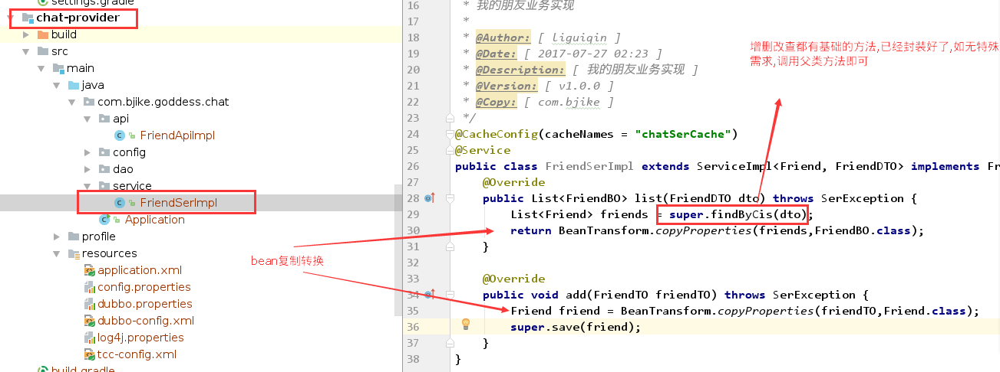 settings.gradle
chat-provider
build
src
main
java
com.bjike.goddess.chat
api
FriendApiImpl
config
dao
service
FriendSerImpl
Application
profile
resources
application.xml
config.properties
dubbo.properties
dubbo-config.xml
log4j.properties
tcc-config.xml
build.gradle
bean复制转换
增删改查都有基础的方法,已经封装好了,如无特殊
需求,调用父类方法即可
16 * 我的朋友业务实现
17 *
18 * @Author: [ liguiqin ]
19 * @Date: [ 2017-07-27 02:23 ]
20 * @Description: [ 我的朋友业务实现 ]
21 * @Version: [ v1.0.0 ]
22 * @Copy: [ com.bjike ]
23 */
24 @CacheConfig(cacheNames = "chatSerCache")
25 @Service
26 public class FriendSerImpl extends ServiceImpl<Friend, FriendDTO> implements Fr
27 @Override
28 public List<FriendBO> list(FriendDTO dto) throws SerException {
29 List<Friend> friends = super.findByCis(dto);
30 return BeanTransform.copyProperties(friends,FriendBO.class);
31 }
32
33 @Override
34 public void add(FriendTO friendTO) throws SerException {
35 Friend friend = BeanTransform.copyProperties(friendTO,Friend.class);
36 super.save(friend);
37 }
38 }